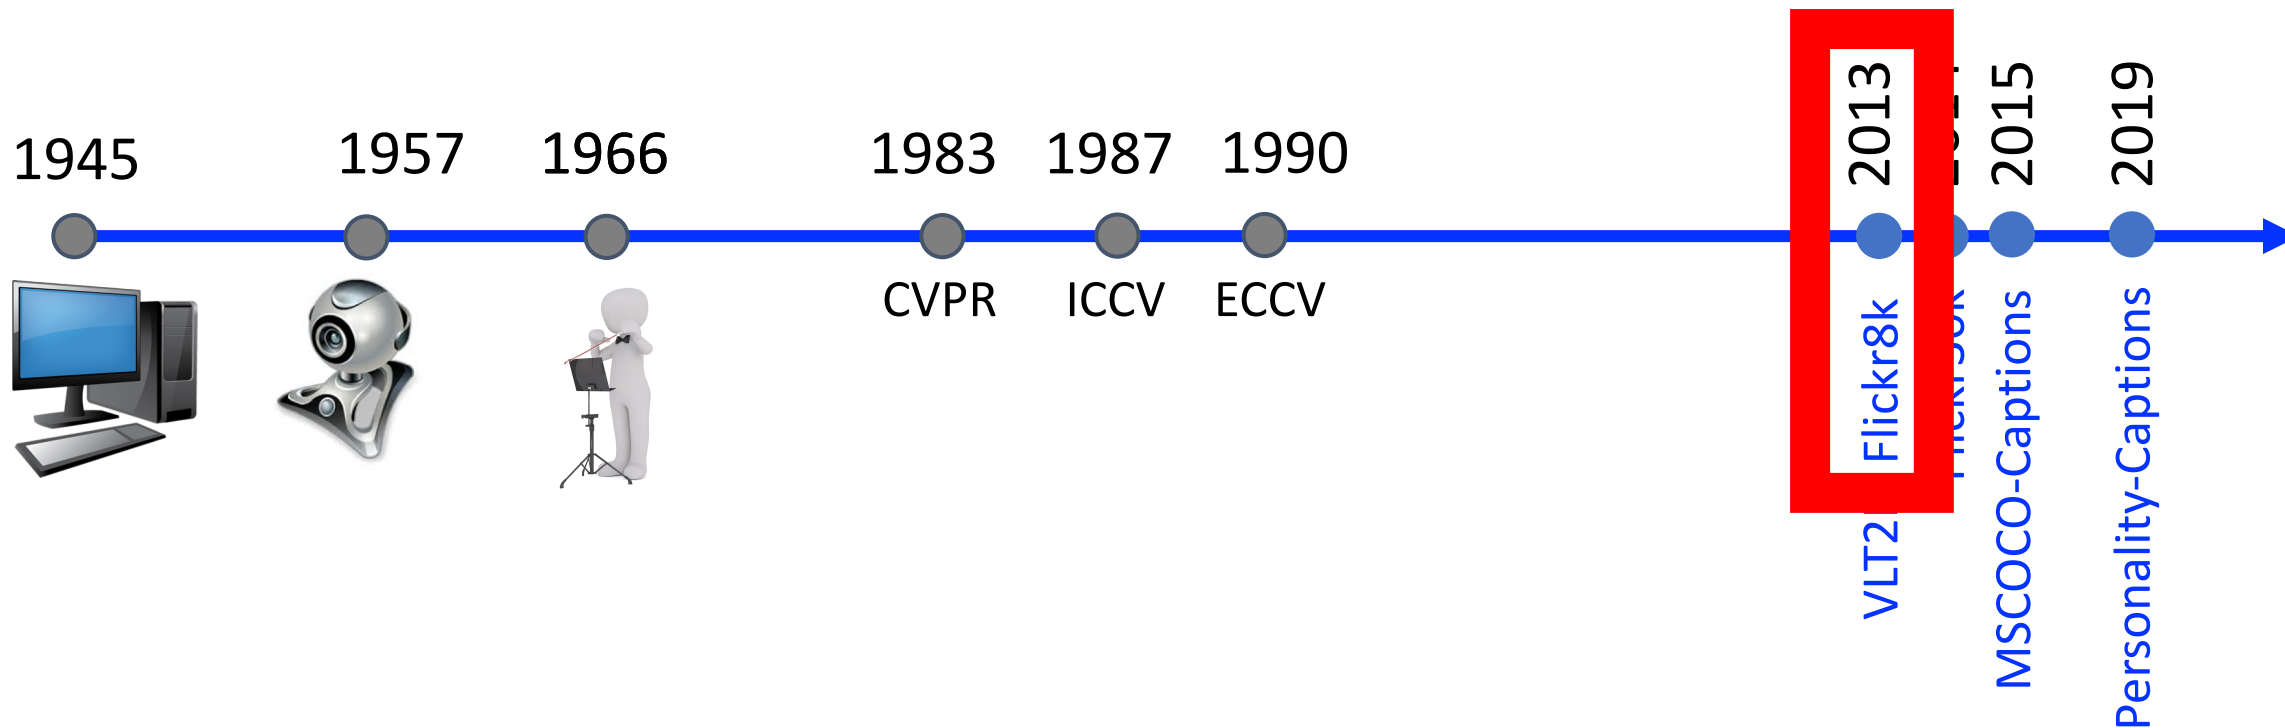 1945
1957
1966
1983
1987
1990
2013
2015
2019
CVPR
ICCV
ECCV
VLT2 Flickr8k
MSCOCO-Captions
Personality-Captions